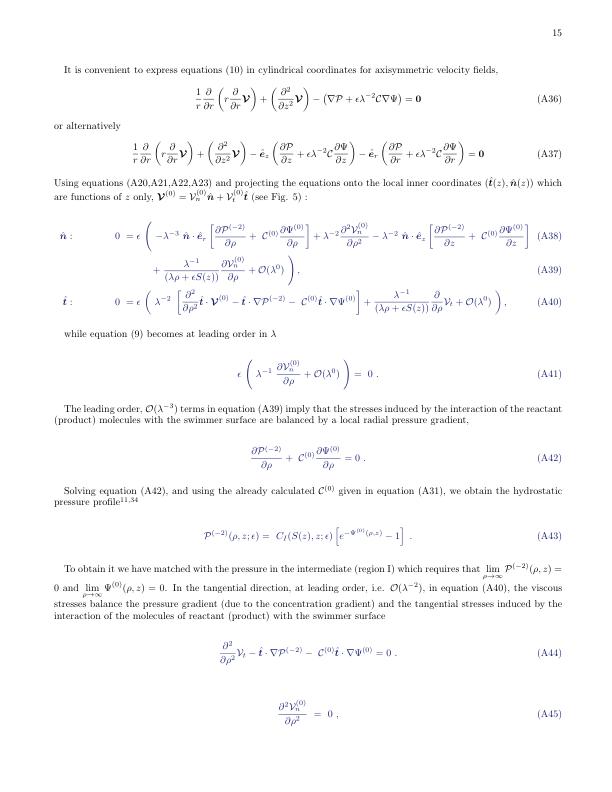 15
It is convenient to express equations (10) in cylindrical coordinates for axisymmetric velocity fields,
\frac{1}{r}\frac{\partial}{\partial r}\left(r\frac{\partial}{\partial r}\boldsymbol{\mathcal{V}}\right) + \left(\frac{\partial^2}{\partial z^2}\boldsymbol{\mathcal{V}}\right) - \left(\nabla\mathcal{P} + \epsilon\lambda^{-2}\mathcal{C}\nabla\Psi\right) = \mathbf{0} (A36)
or alternatively
\frac{1}{r}\frac{\partial}{\partial r}\left(r\frac{\partial}{\partial r}\boldsymbol{\mathcal{V}}\right) + \left(\frac{\partial^2}{\partial z^2}\boldsymbol{\mathcal{V}}\right) - \hat{\boldsymbol{e}}_z\left(\frac{\partial\mathcal{P}}{\partial z} + \epsilon\lambda^{-2}\mathcal{C}\frac{\partial\Psi}{\partial z}\right) - \hat{\boldsymbol{e}}_r\left(\frac{\partial\mathcal{P}}{\partial r} + \epsilon\lambda^{-2}\mathcal{C}\frac{\partial\Psi}{\partial r}\right) = \mathbf{0} (A37)
Using equations (A20,A21,A22,A23) and projecting the equations onto the local inner coordinates (\hat{\boldsymbol{t}}(z), \hat{\boldsymbol{n}}(z)) which
are functions of z only, \boldsymbol{\mathcal{V}}^{(0)} = \mathcal{V}_n^{(0)}\hat{\boldsymbol{n}} + \mathcal{V}_t^{(0)}\hat{\boldsymbol{t}} (see Fig. 5) :
\hat{\boldsymbol{n}} : 0 = \epsilon\left( -\lambda^{-3} \hat{\boldsymbol{n}}\cdot\hat{\boldsymbol{e}}_r\left[\frac{\partial\mathcal{P}^{(-2)}}{\partial\rho} + \mathcal{C}^{(0)}\frac{\partial\Psi^{(0)}}{\partial\rho}\right] + \lambda^{-2}\frac{\partial^2\mathcal{V}_n^{(0)}}{\partial\rho^2} - \lambda^{-2} \hat{\boldsymbol{n}}\cdot\hat{\boldsymbol{e}}_z\left[\frac{\partial\mathcal{P}^{(-2)}}{\partial z} + \mathcal{C}^{(0)}\frac{\partial\Psi^{(0)}}{\partial z}\right] (A38)
+ \frac{\lambda^{-1}}{(\lambda\rho + \epsilon S(z))}\frac{\partial\mathcal{V}_n^{(0)}}{\partial\rho} + \mathcal{O}(\lambda^0) \right), (A39)
\hat{\boldsymbol{t}} : 0 = \epsilon\left( \lambda^{-2} \left[\frac{\partial^2}{\partial\rho^2}\hat{\boldsymbol{t}}\cdot\boldsymbol{\mathcal{V}}^{(0)} - \hat{\boldsymbol{t}}\cdot\nabla\mathcal{P}^{(-2)} - \mathcal{C}^{(0)}\hat{\boldsymbol{t}}\cdot\nabla\Psi^{(0)}\right] + \frac{\lambda^{-1}}{(\lambda\rho + \epsilon S(z))}\frac{\partial}{\partial\rho}\mathcal{V}_t + \mathcal{O}(\lambda^0) \right), (A40)
while equation (9) becomes at leading order in λ
\epsilon\left( \lambda^{-1} \frac{\partial\mathcal{V}_n^{(0)}}{\partial\rho} + \mathcal{O}(\lambda^0) \right) = 0 . (A41)
The leading order, \mathcal{O}(\lambda^{-3}) terms in equation (A39) imply that the stresses induced by the interaction of the reactant
(product) molecules with the swimmer surface are balanced by a local radial pressure gradient,
\frac{\partial\mathcal{P}^{(-2)}}{\partial\rho} + \mathcal{C}^{(0)}\frac{\partial\Psi^{(0)}}{\partial\rho} = 0 . (A42)
Solving equation (A42), and using the already calculated \mathcal{C}^{(0)} given in equation (A31), we obtain the hydrostatic
pressure profile^{11,34}
\mathcal{P}^{(-2)}(\rho, z; \epsilon) = C_I(S(z), z; \epsilon)\left[e^{-\Psi^{(0)}(\rho,z)} - 1\right] . (A43)
To obtain it we have matched with the pressure in the intermediate (region I) which requires that \lim_{\rho\to\infty} \mathcal{P}^{(-2)}(\rho, z) =
0 and \lim_{\rho\to\infty} \Psi^{(0)}(\rho, z) = 0. In the tangential direction, at leading order, i.e. \mathcal{O}(\lambda^{-2}), in equation (A40), the viscous
stresses balance the pressure gradient (due to the concentration gradient) and the tangential stresses induced by the
interaction of the molecules of reactant (product) with the swimmer surface
\frac{\partial^2}{\partial\rho^2}\mathcal{V}_t - \hat{\boldsymbol{t}}\cdot\nabla\mathcal{P}^{(-2)} - \mathcal{C}^{(0)}\hat{\boldsymbol{t}}\cdot\nabla\Psi^{(0)} = 0 . (A44)
\frac{\partial^2\mathcal{V}_n^{(0)}}{\partial\rho^2} = 0 , (A45)